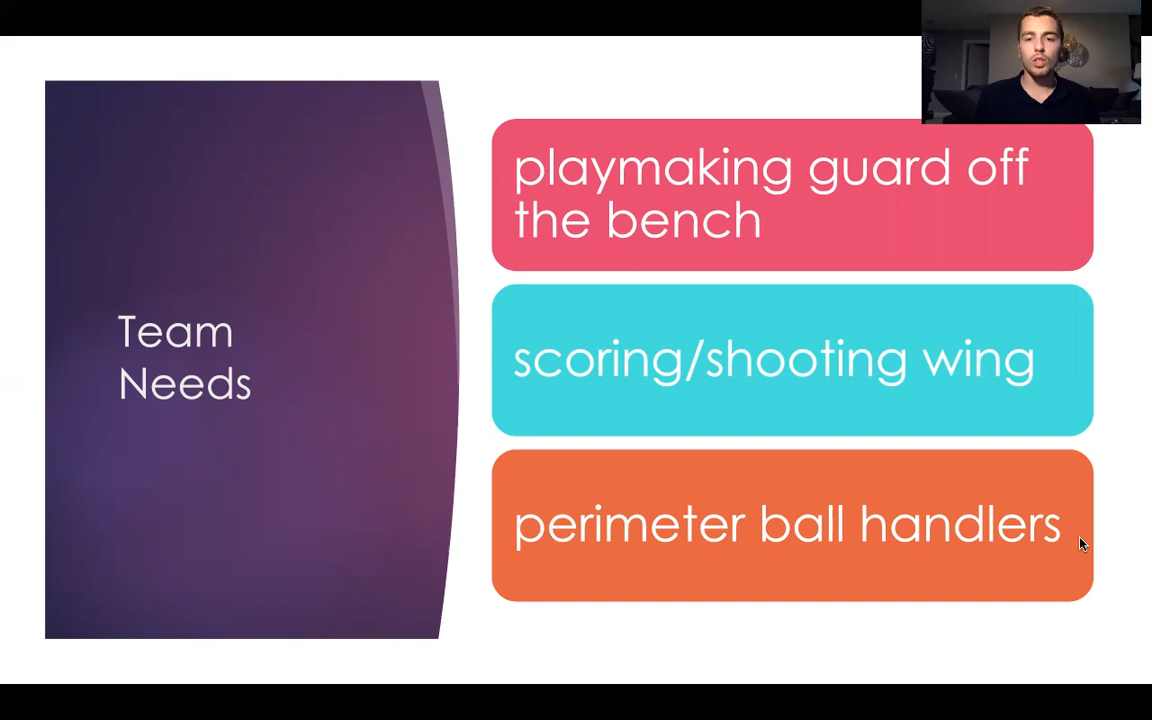 Team
Needs
playmaking guard off
the bench
scoring/shooting wing
perimeter ball handlers